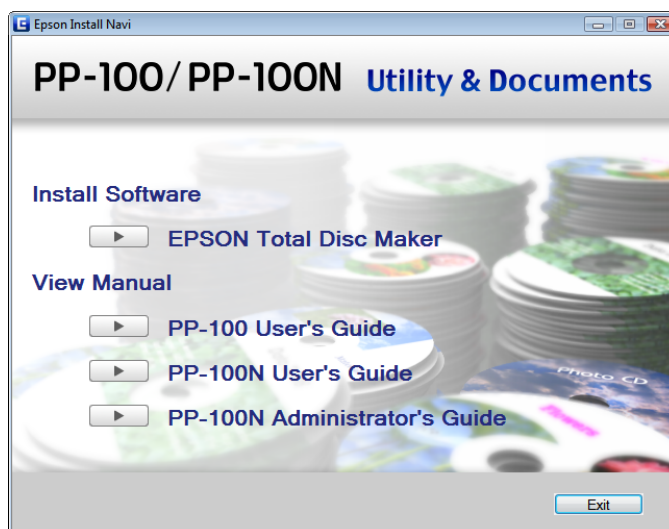 Epson Install Navi
PP-100/PP-100N Utility & Documents
Install Software
EPSON Total Disc Maker
View Manual
PP-100 User's Guide
PP-100N User's Guide
PP-100N Administrator's Guide
Photo CD
Flowers
Exit